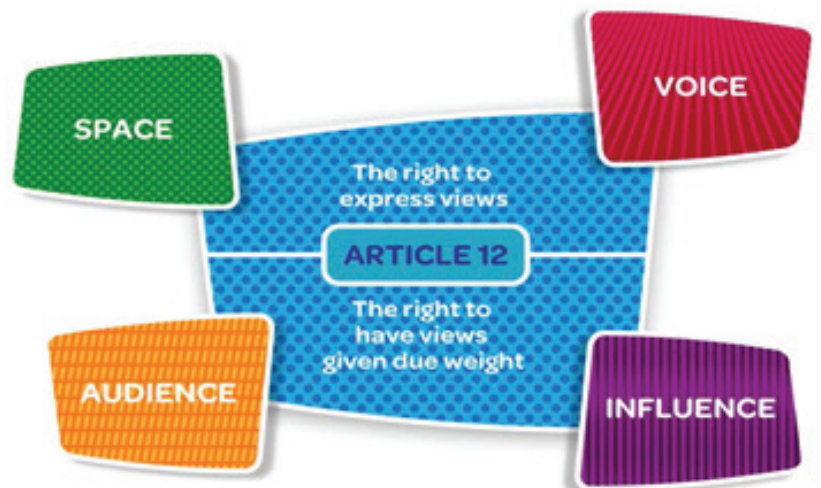 SPACE
VOICE
The right to
express views
ARTICLE 12
The right to
have views
given due weight
AUDIENCE
INFLUENCE